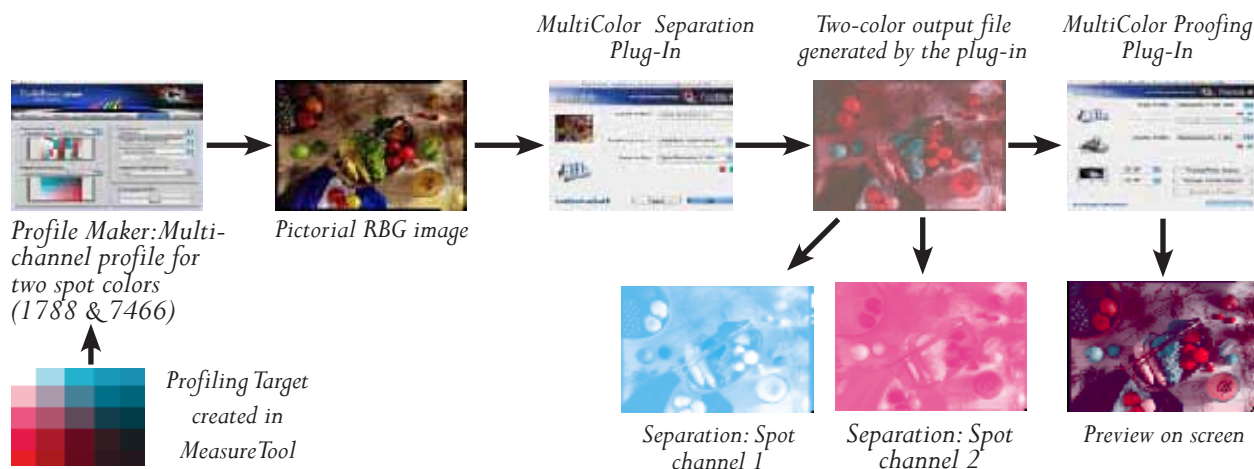 MultiColor Separation
Plug-In
Two-color output file
generated by the plug-in
MultiColor Proofing
Plug-In
Profile Maker:Multi-
channel profile for
two spot colors
(1788 & 7466)
Pictorial RBG image
Profiling Target
created in
MeasureTool
Separation: Spot
channel 1
Separation: Spot
channel 2
Preview on screen